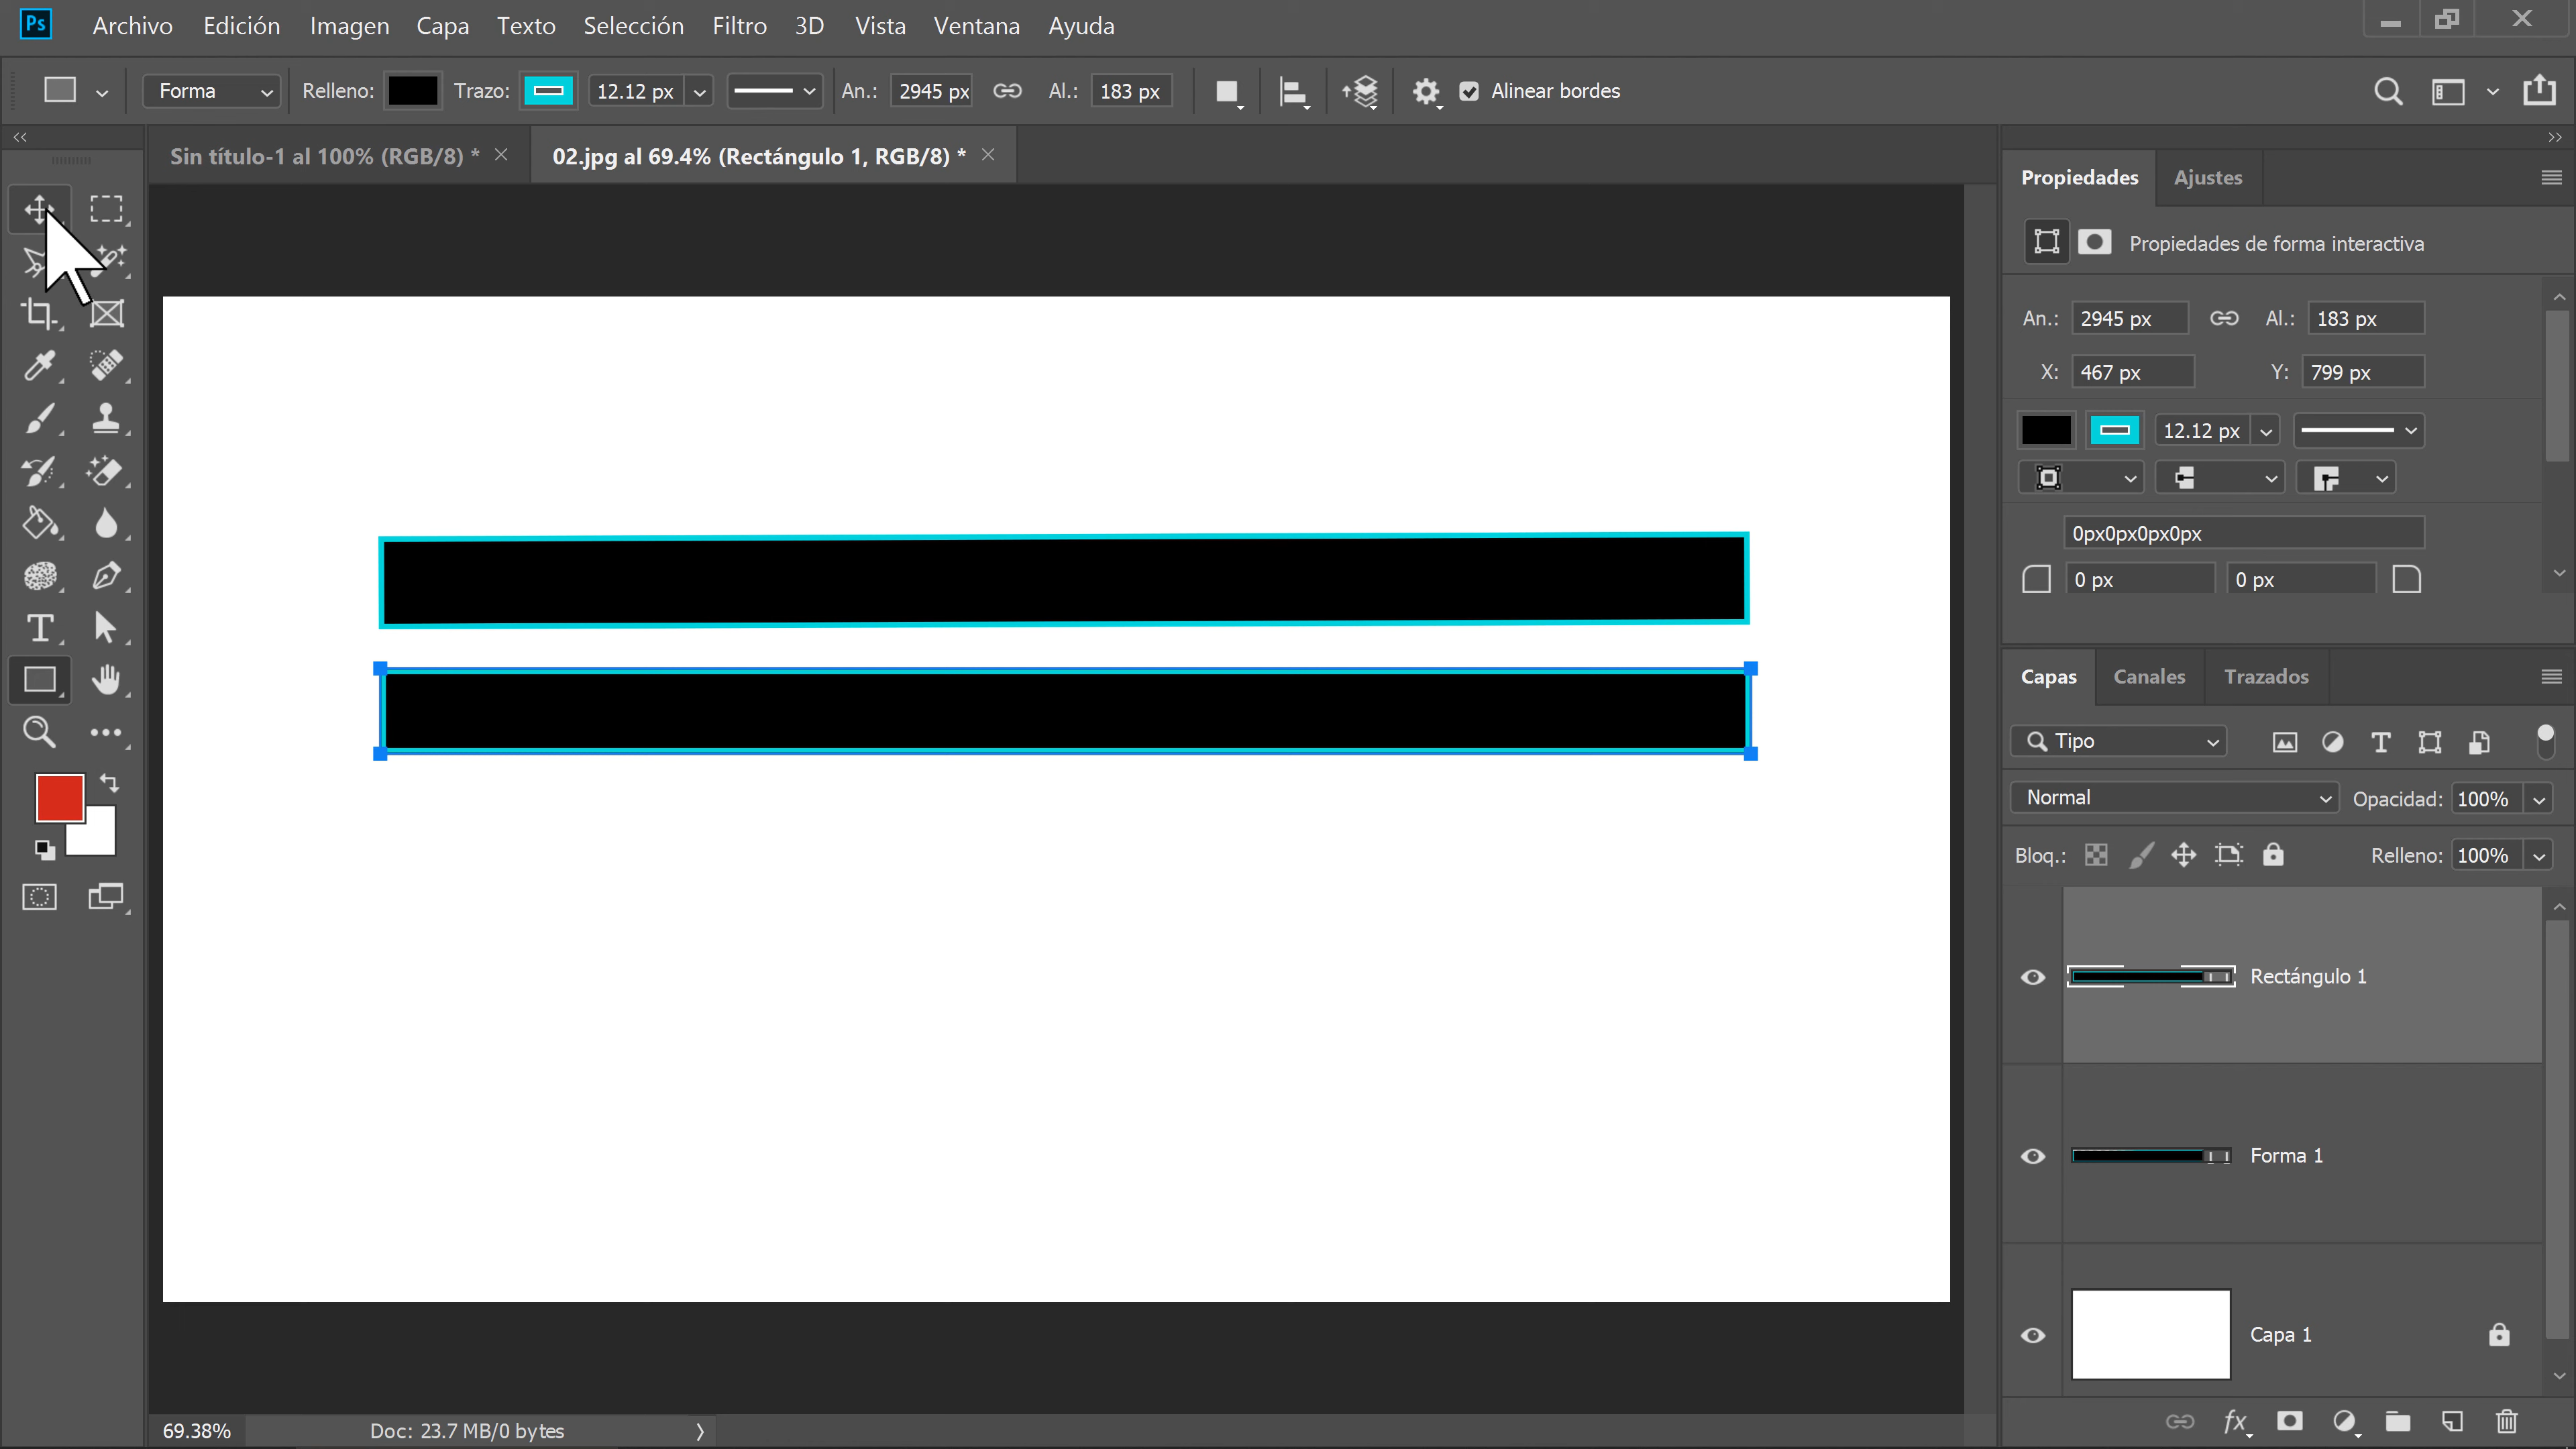 Ps Archivo Edición Imagen Capa Texto Selección Filtro 3D Vista Ventana Ayuda
Forma Relleno: Trazo: 12.12 px An.: 2945 px Al.: 183 px Alinear bordes
Sin título-1 al 100% (RGB/8) * 02.jpg al 69.4% (Rectángulo 1, RGB/8) *
Propiedades Ajustes
Propiedades de forma interactiva
An.: 2945 px Al.: 183 px
X: 467 px Y: 799 px
12.12 px
0px0px0px0px
0 px 0 px
Capas Canales Trazados
Tipo
Normal Opacidad: 100%
Bloq.: Relleno: 100%
Rectángulo 1
Forma 1
Capa 1
69.38% Doc: 23.7 MB/0 bytes
fx